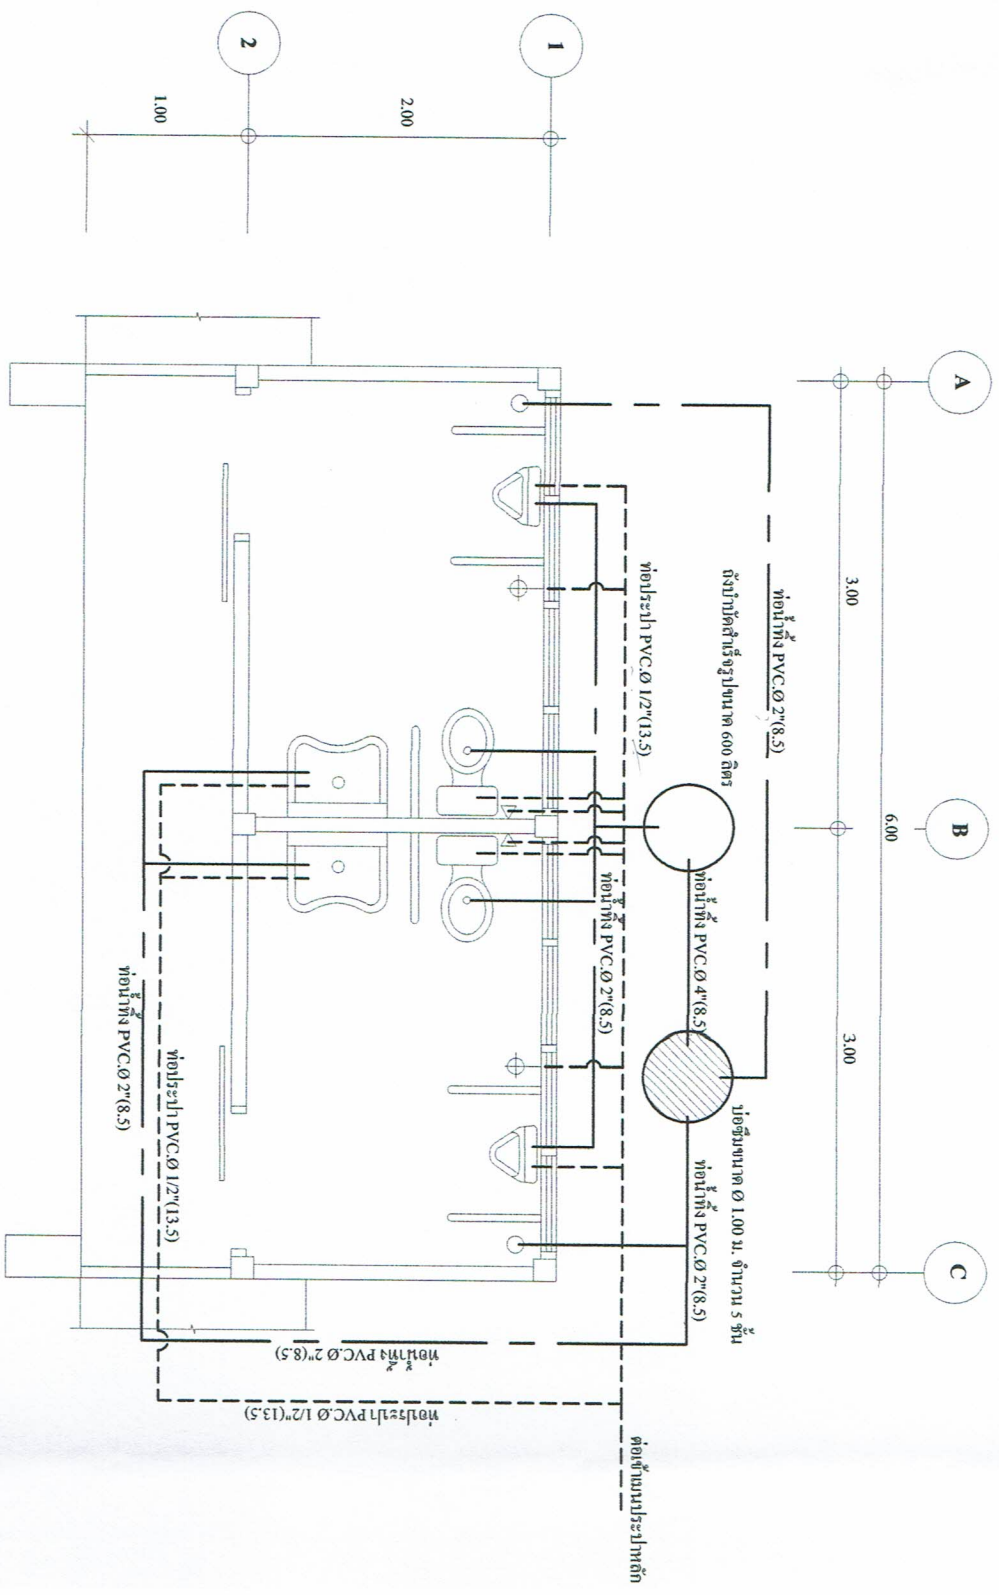 A
B
C
6.00
3.00
3.00
1
2
2.00
1.00
ท่อน้ำทิ้ง PVC.Ø 2"(8.5)
ถังบำบัดสำเร็จรูปขนาด 600 ลิตร
บ่อซึมขนาด Ø 1.00 ม. จำนวน 5 ชั้น
ท่อน้ำทิ้ง PVC.Ø 4"(8.5)
ท่อน้ำทิ้ง PVC.Ø 2"(8.5)
ท่อประปา PVC.Ø 1/2"(13.5)
ต่อเข้าเมนประปาหลัก
ท่อน้ำทิ้ง PVC.Ø 2"(8.5)
ท่อประปา PVC.Ø 1/2"(13.5)
ท่อน้ำทิ้ง PVC.Ø 2"(8.5)
ท่อน้ำทิ้ง PVC.Ø 2"(8.5)
ท่อประปา PVC.Ø 1/2"(13.5)